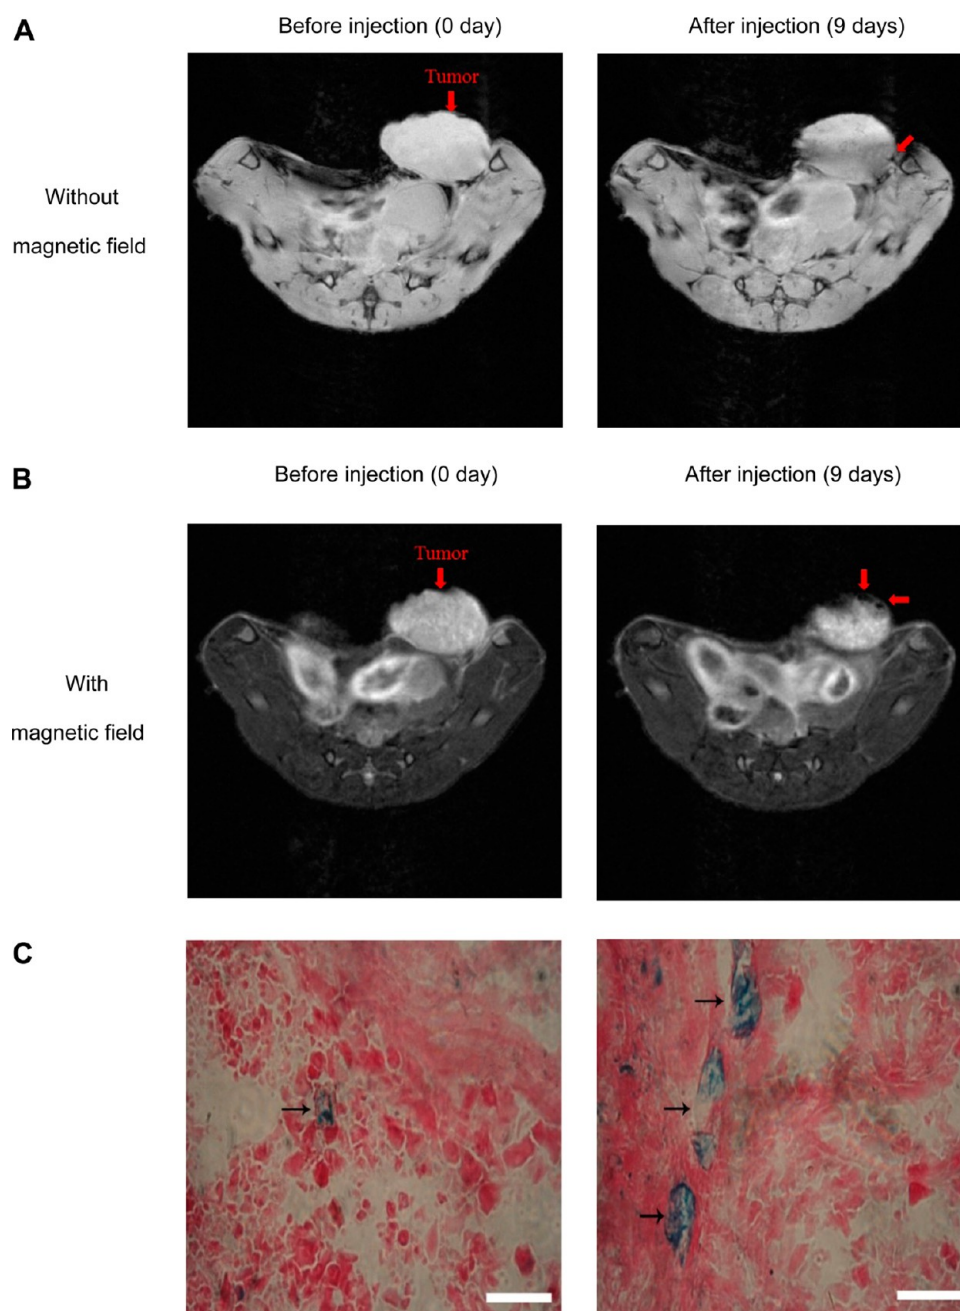 A
Before injection (0 day)
After injection (9 days)
Tumor
Without
magnetic field
B
Before injection (0 day)
After injection (9 days)
Tumor
With
magnetic field
C